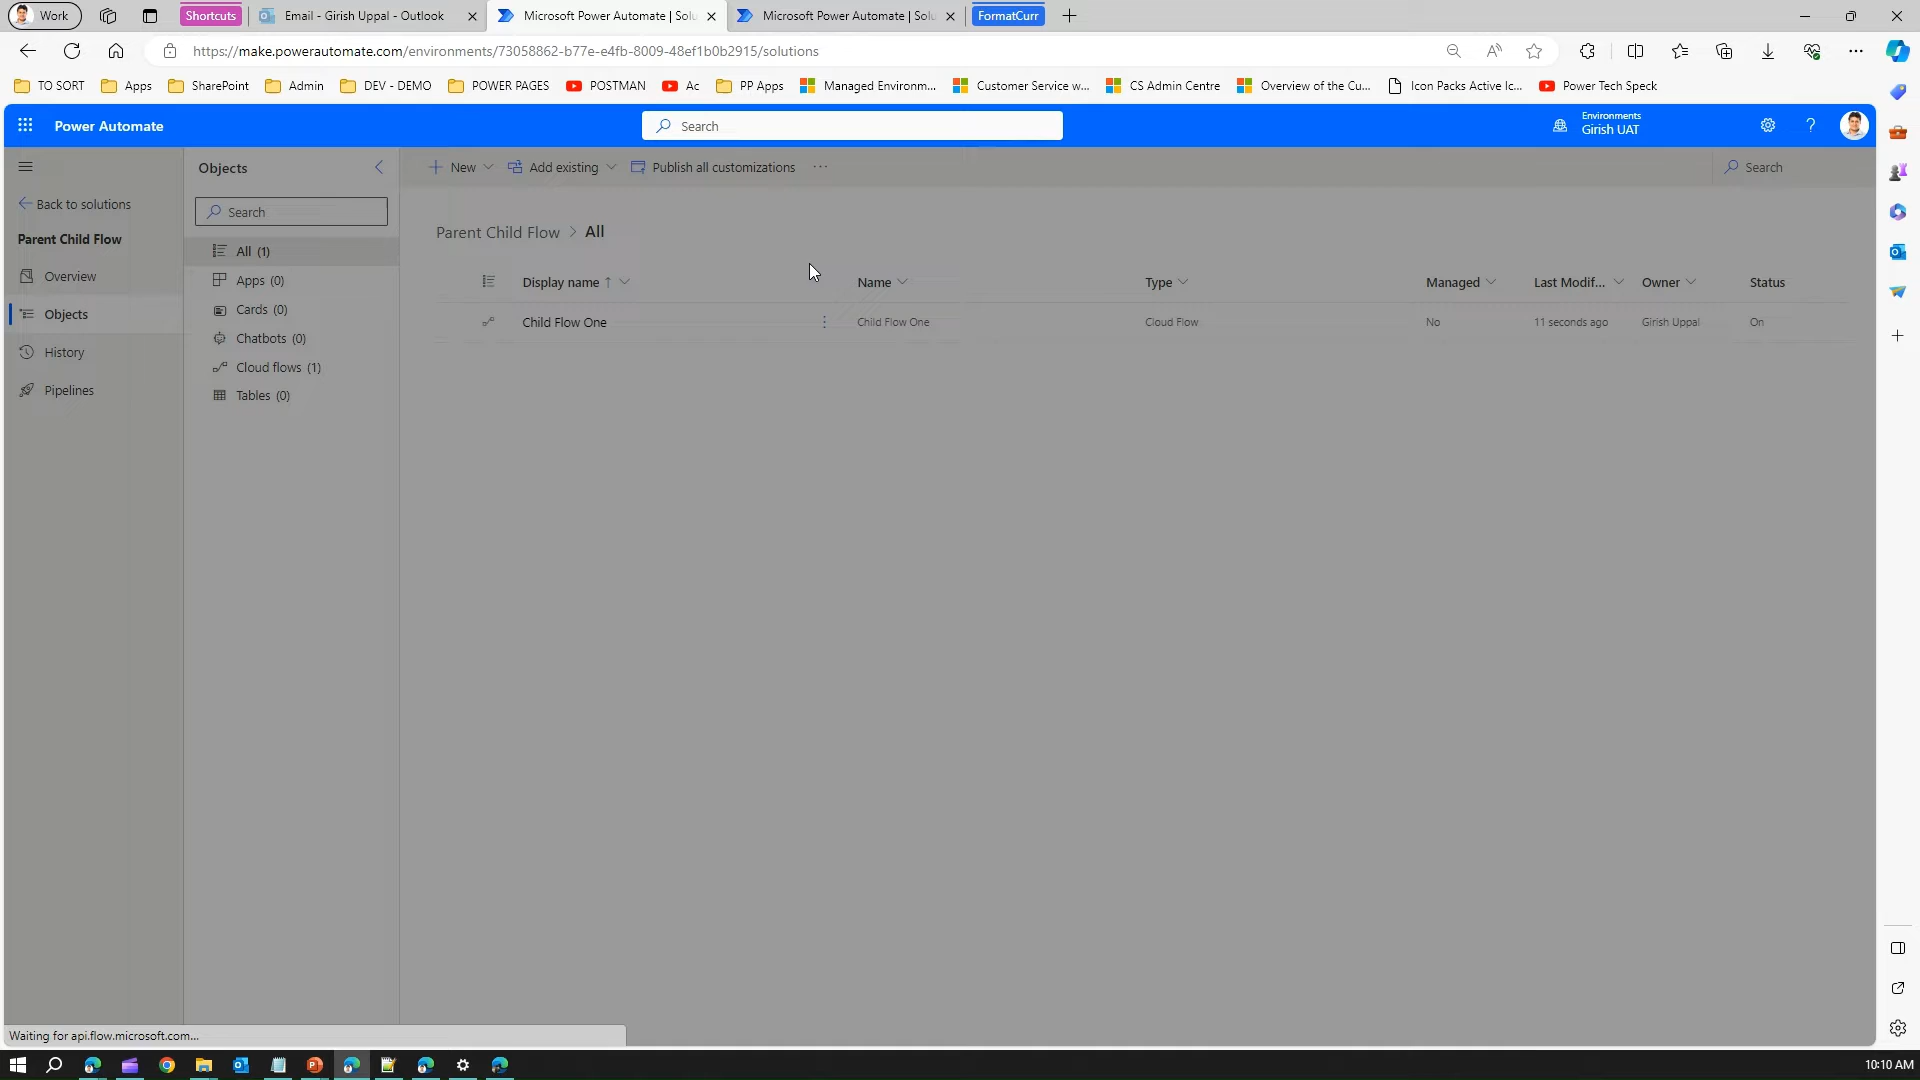 Work
Shortcuts
Email - Girish Uppal - Outlook
Microsoft Power Automate | Solu
Microsoft Power Automate | Solu
FormatCurr
https://make.powerautomate.com/environments/73058862-b77e-e4fb-8009-48ef1b0b2915/solutions
TO SORT
Apps
SharePoint
Admin
DEV - DEMO
POWER PAGES
POSTMAN
Ac
PP Apps
Managed Environm...
Customer Service w...
CS Admin Centre
Overview of the Cu...
Icon Packs Active Ic...
Power Tech Speck
Power Automate
Search
Environments
Girish UAT
Back to solutions
Parent Child Flow
Overview
Objects
History
Pipelines
Objects
Search
All (1)
Apps (0)
Cards (0)
Chatbots (0)
Cloud flows (1)
Tables (0)
New
Add existing
Publish all customizations
Search
Parent Child Flow > All
Display name ↑ Name Type Managed Last Modif... Owner Status
Child Flow One Child Flow One Cloud Flow No 11 seconds ago Girish Uppal On
Waiting for api.flow.microsoft.com...
10:10 AM